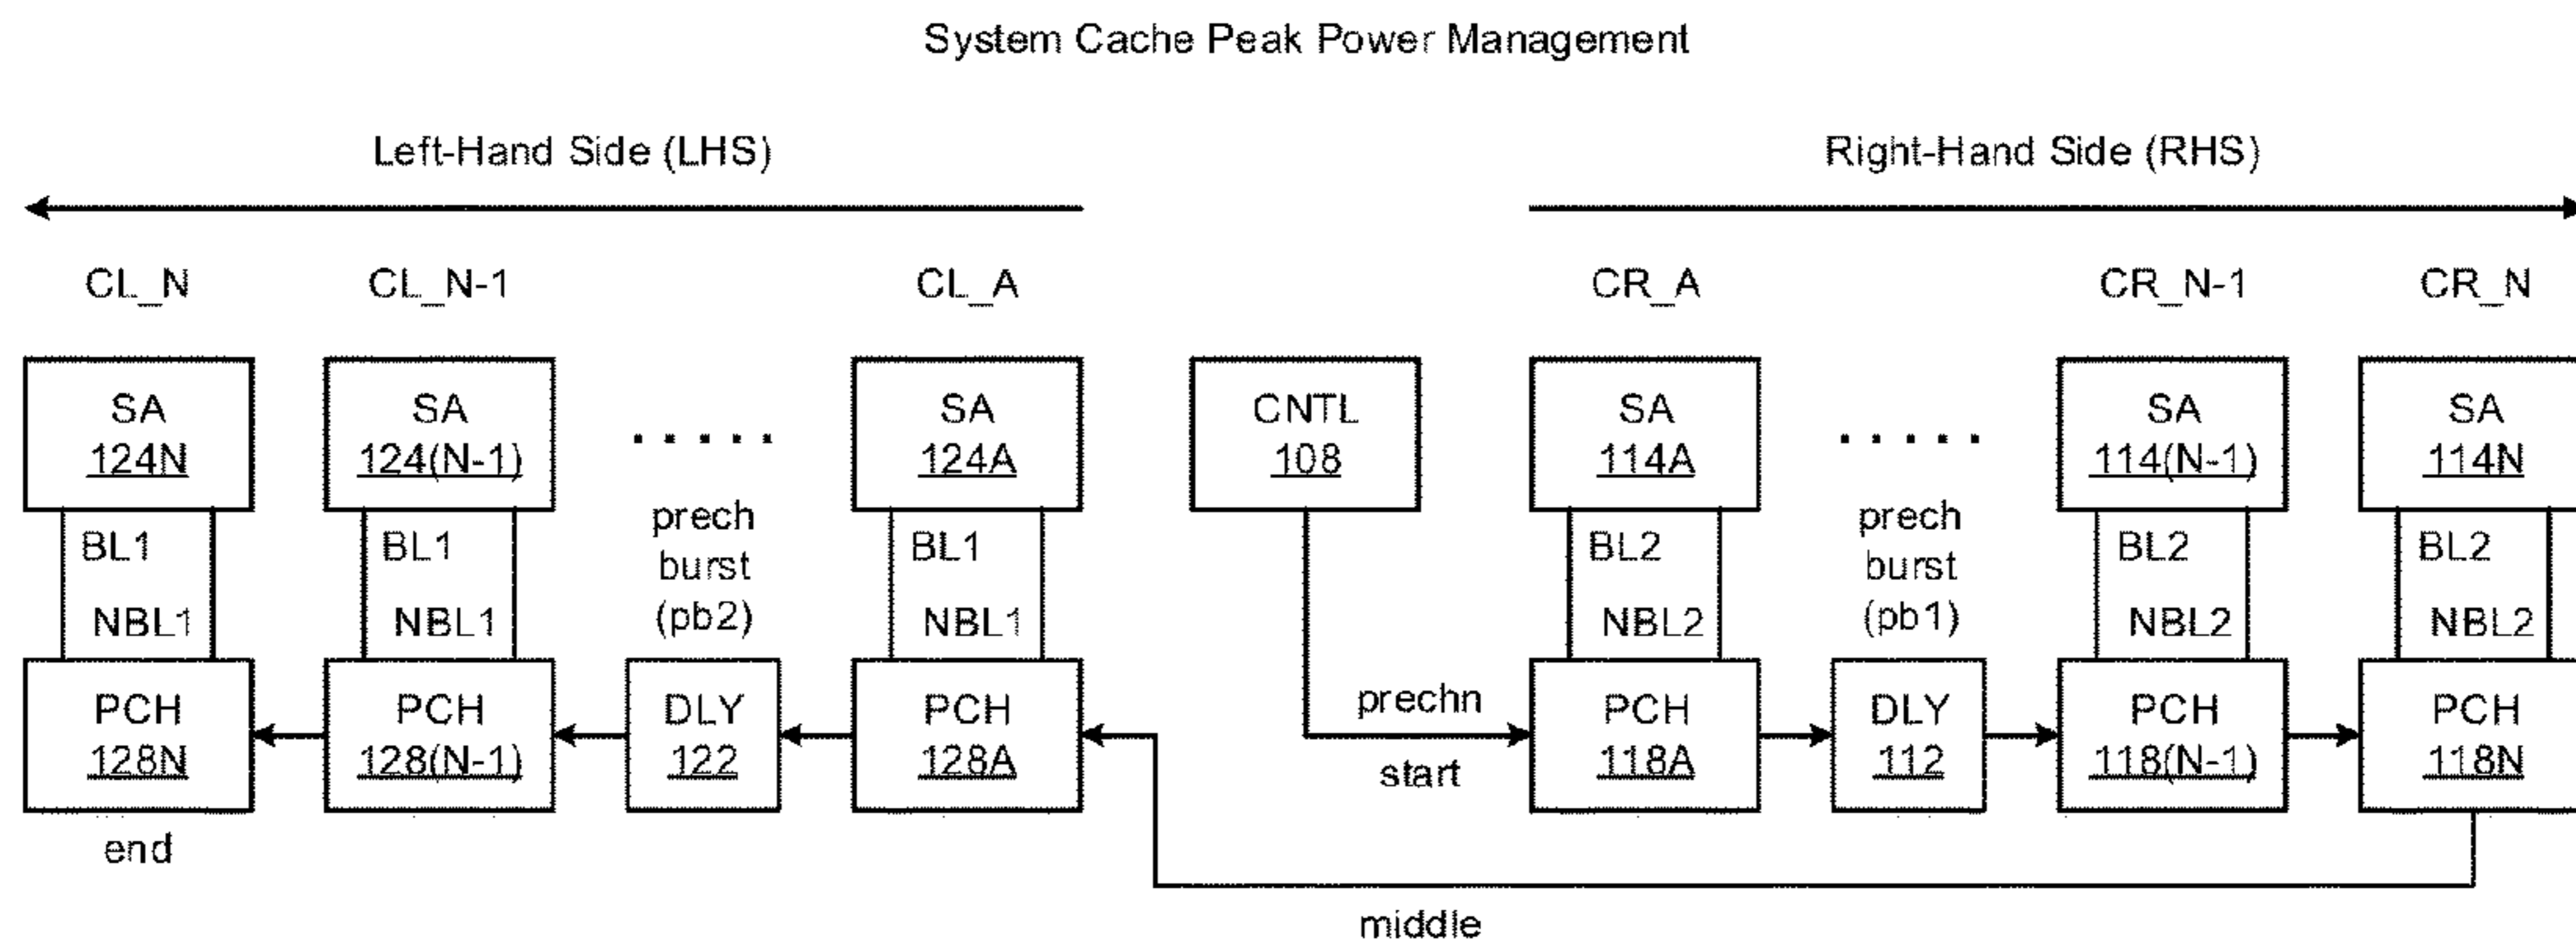 System Cache Peak Power Management
Left-Hand Side (LHS)
Right-Hand Side (RHS)
CL_N
CL_N-1
CL_A
CR_A
CR_N-1
CR_N
SA
124N
SA
124(N-1)
. . . . .
SA
124A
CNTL
108
SA
114A
. . . . .
SA
114(N-1)
SA
114N
BL1
NBL1
BL1
NBL1
prech
burst
(pb2)
BL1
NBL1
BL2
NBL2
prech
burst
(pb1)
BL2
NBL2
BL2
NBL2
PCH
128N
PCH
128(N-1)
DLY
122
PCH
128A
prechn
start
PCH
118A
DLY
112
PCH
118(N-1)
PCH
118N
end
middle